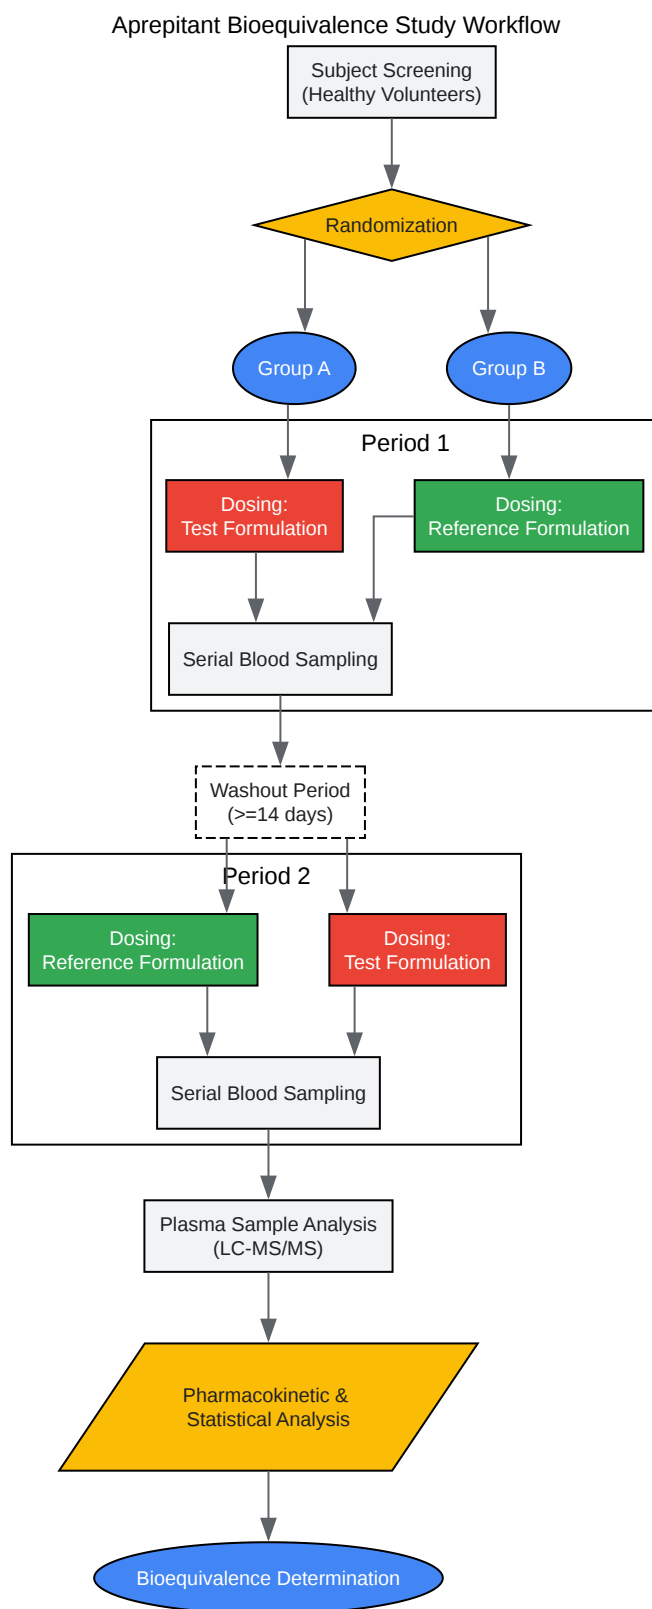 Aprepitant Bioequivalence Study Workflow
Subject Screening
(Healthy Volunteers)
Randomization
Group A
Group B
Period 1
Dosing:
Test Formulation
Dosing:
Reference Formulation
Serial Blood Sampling
Washout Period
(>=14 days)
Period 2
Dosing:
Reference Formulation
Dosing:
Test Formulation
Serial Blood Sampling
Plasma Sample Analysis
(LC-MS/MS)
Pharmacokinetic &
Statistical Analysis
Bioequivalence Determination